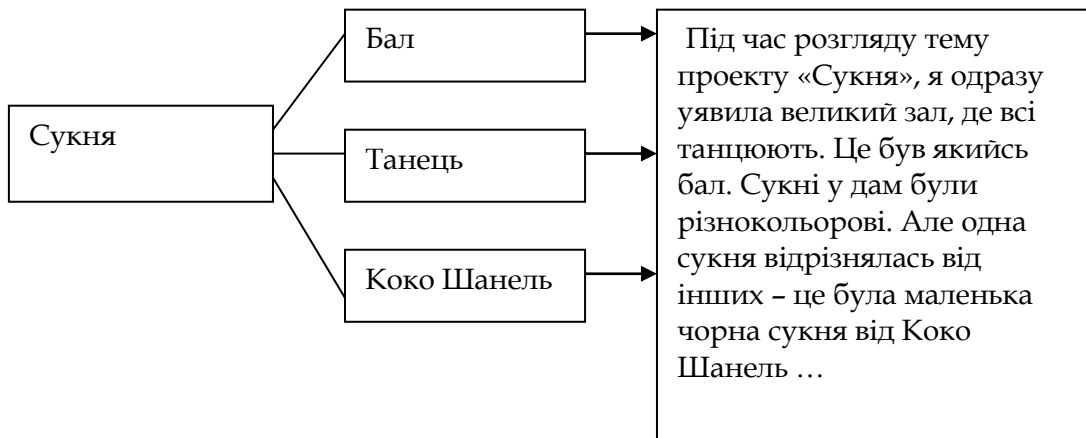 Сукня
Бал
Танець
Коко Шанель
Під час розгляду тему
проекту «Сукня», я одразу
уявила великий зал, де всі
танцюють. Це був якийсь
бал. Сукні у дам були
різнокольорові. Але одна
сукня відрізнялась від
інших – це була маленька
чорна сукня від Коко
Шанель …